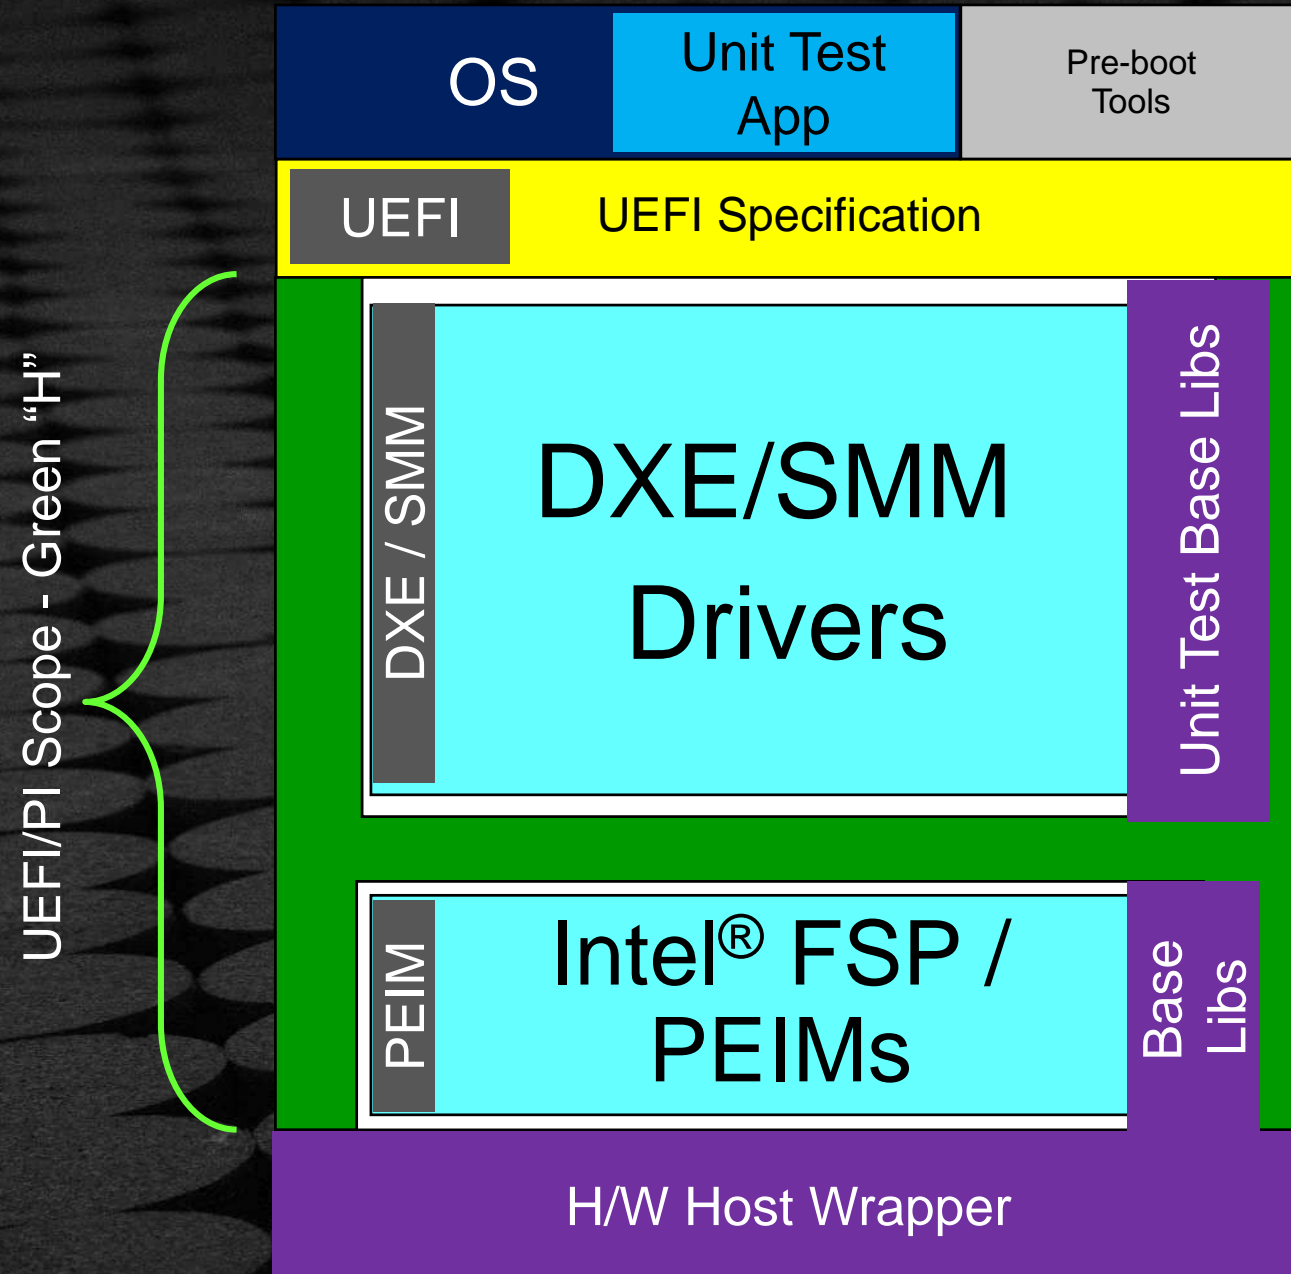 OS
Unit Test
App
Pre-boot
Tools
UEFI
UEFI Specification
UEFI/PI Scope - Green “H”
DXE / SMM
DXE/SMM
Drivers
Unit Test Base Libs
PEIM
Intel® FSP /
PEIMs
Base
Libs
H/W Host Wrapper